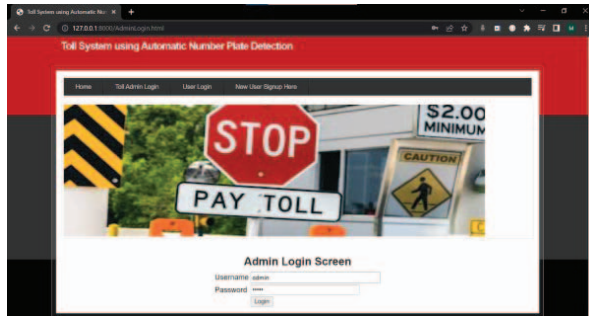 Toll System using Automatic Nu
127.0.0.1:8000/AdminLogin.html
Toll System using Automatic Number Plate Detection
Home Toll Admin Login User Login New User Signup Here
$2.00
MINIMUM
STOP
CAUTION
PAY TOLL
Admin Login Screen
Username admin
Password •••••
Login